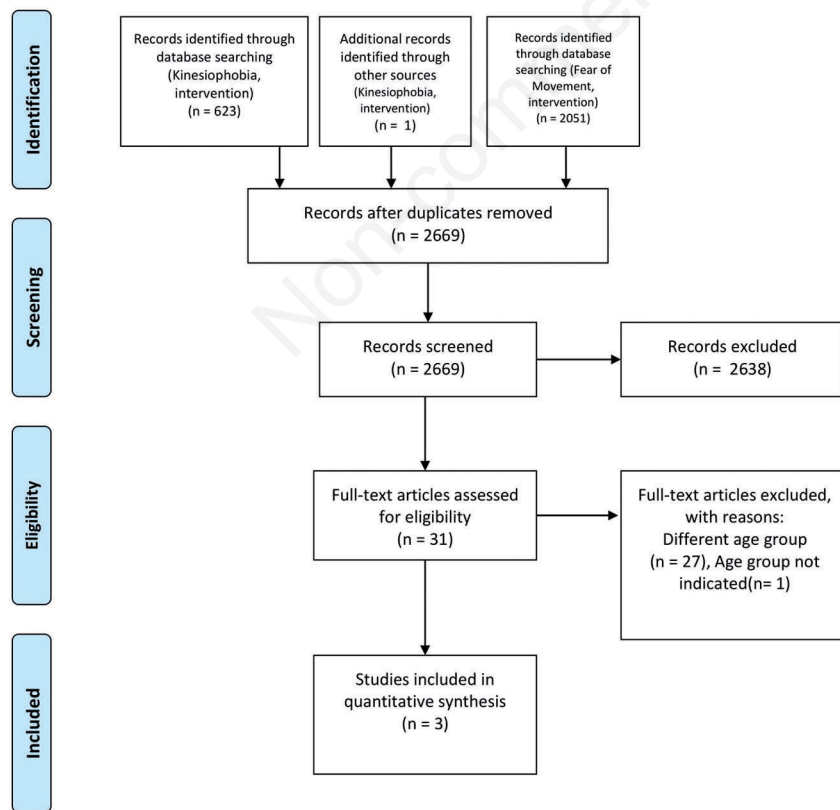 Identification
Records identified through
database searching
(Kinesiophobia,
intervention)
(n = 623)
Additional records
identified through
other sources
(Kinesiophobia,
intervention)
(n = 1)
Records identified
through database
searching (Fear of
Movement,
intervention)
(n = 2051)
Records after duplicates removed
(n = 2669)
Screening
Records screened
(n = 2669)
Records excluded
(n = 2638)
Eligibility
Full-text articles assessed
for eligibility
(n = 31)
Full-text articles excluded,
with reasons:
Different age group
(n = 27), Age group not
indicated(n= 1)
Included
Studies included in
quantitative synthesis
(n = 3)